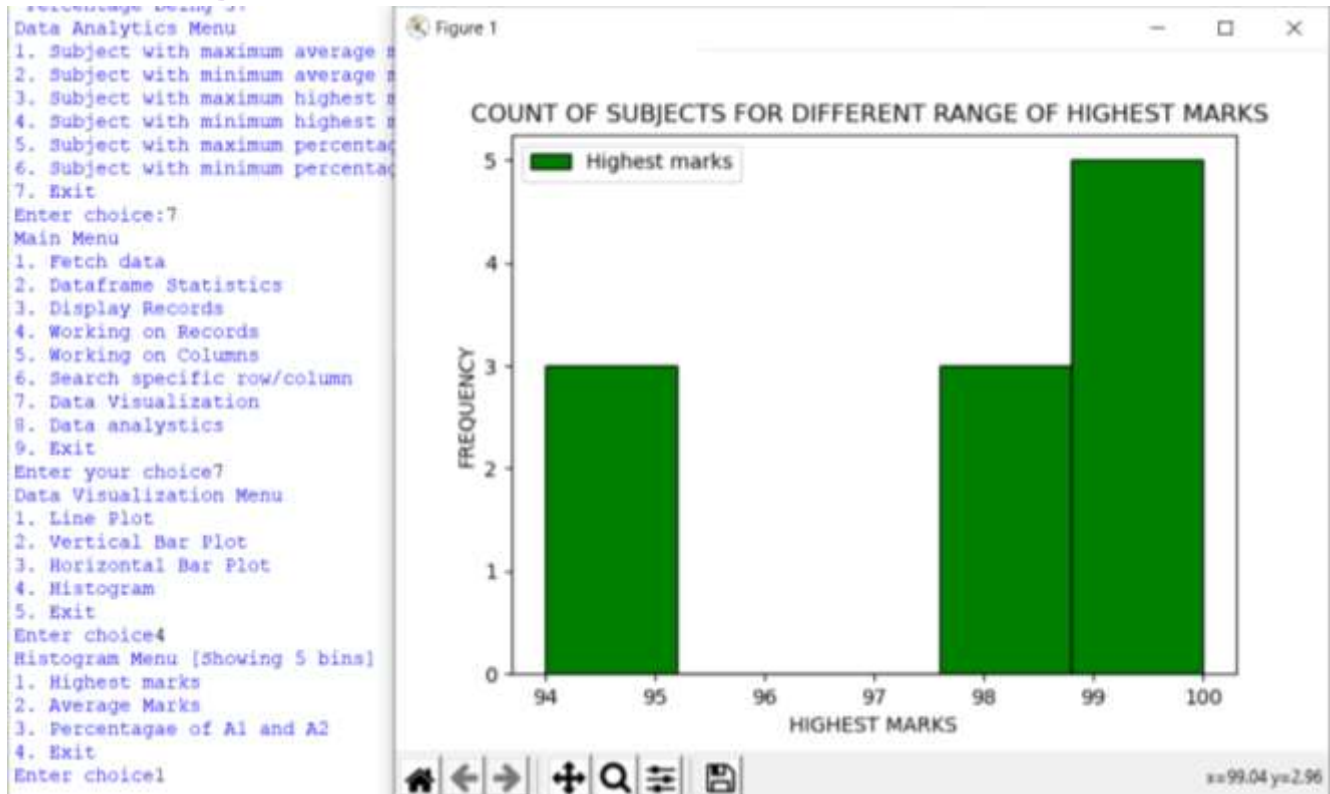 Percentage being
Data Analytics Menu
1. Subject with maximum average
2. Subject with minimum average
3. Subject with maximum highest
4. Subject with minimum highest
5. Subject with maximum percentag
6. Subject with minimum percentag
7. Exit
Enter choice:7
Main Menu
1. Fetch data
2. Dataframe Statistics
3. Display Records
4. Working on Records
5. Working on Columns
6. Search specific row/column
7. Data Visualization
8. Data analystics
9. Exit
Enter your choice7
Data Visualization Menu
1. Line Plot
2. Vertical Bar Plot
3. Horizontal Bar Plot
4. Histogram
5. Exit
Enter choice4
Histogram Menu [Showing 5 bins]
1. Highest marks
2. Average Marks
3. Percentagae of A1 and A2
4. Exit
Enter choice1
Figure 1
COUNT OF SUBJECTS FOR DIFFERENT RANGE OF HIGHEST MARKS
Highest marks
5
4
3
2
1
0
FREQUENCY
94 95 96 97 98 99 100
HIGHEST MARKS
x=99.04 y=2.96